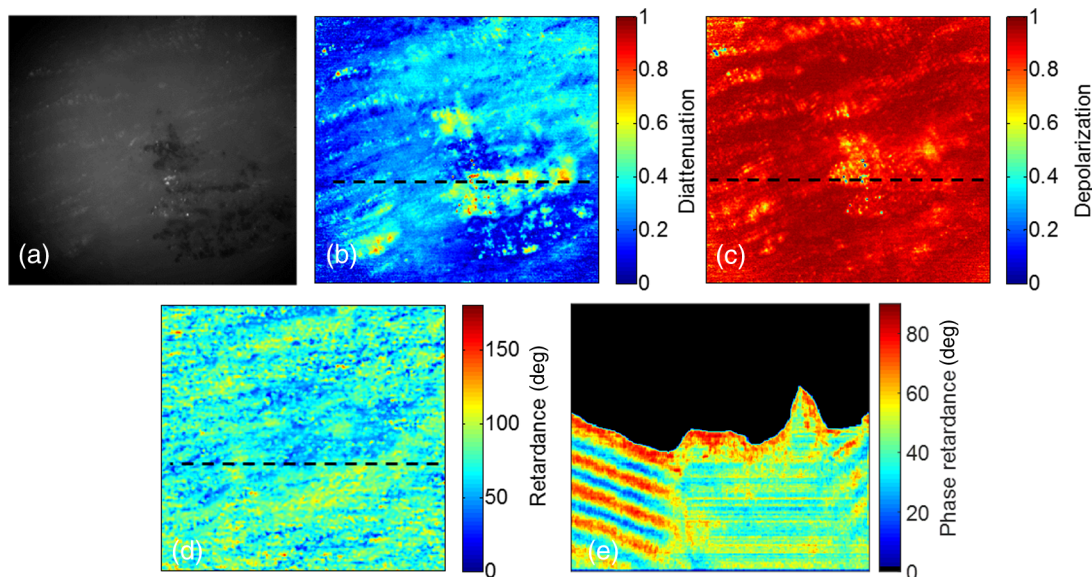 (a)
(b)
1
0.8
0.6
0.4
0.2
0
Diattenuation
(c)
1
0.8
0.6
0.4
0.2
0
Depolarization
(d)
150
100
50
0
Retardance (deg)
(e)
80
60
40
20
0
Phase retardance (deg)